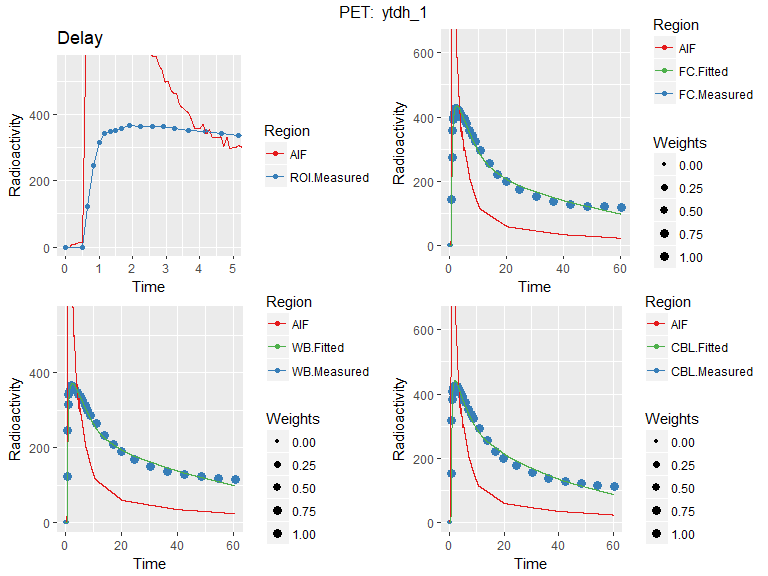 PET: ytdh_1
Delay
Radioactivity
400
200
0
0
1
2
3
4
5
Time
Region
AIF
ROI.Measured
Radioactivity
600
400
200
0
0
20
40
60
Time
Region
AIF
FC.Fitted
FC.Measured
Weights
0.00
0.25
0.50
0.75
1.00
Radioactivity
400
200
0
0
20
40
60
Time
Region
AIF
WB.Fitted
WB.Measured
Weights
0.00
0.25
0.50
0.75
1.00
Radioactivity
600
400
200
0
0
20
40
60
Time
Region
AIF
CBL.Fitted
CBL.Measured
Weights
0.00
0.25
0.50
0.75
1.00